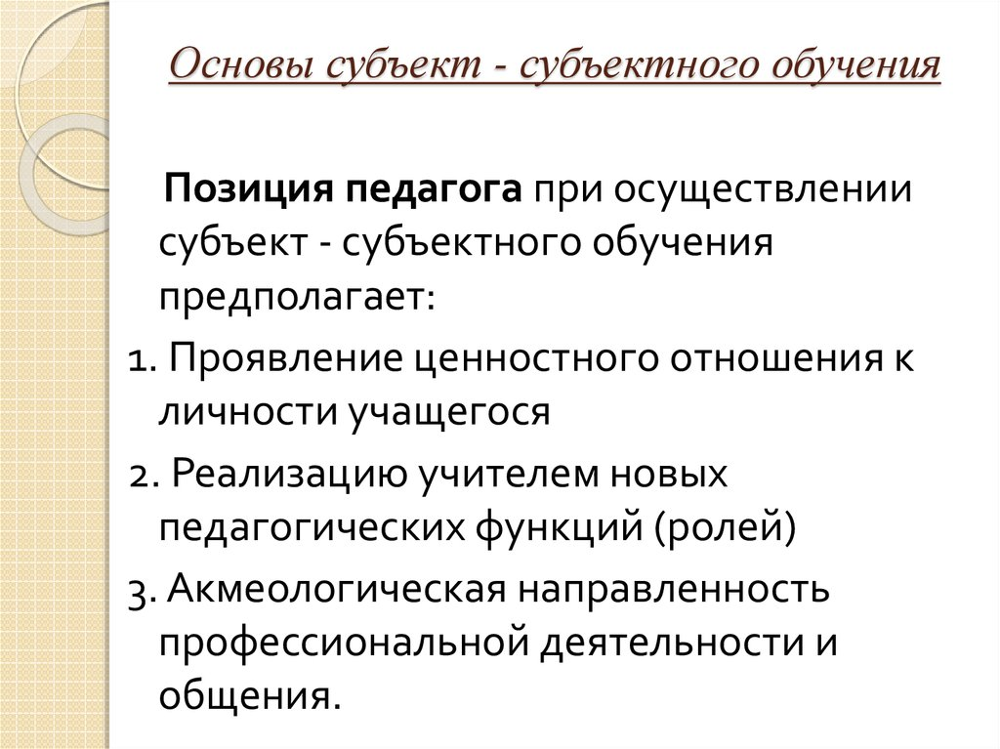 Основы субъект - субъектного обучения
Позиция педагога при осуществлении
субъект - субъектного обучения
предполагает:
1. Проявление ценностного отношения к
личности учащегося
2. Реализацию учителем новых
педагогических функций (ролей)
3. Акмеологическая направленность
профессиональной деятельности и
общения.